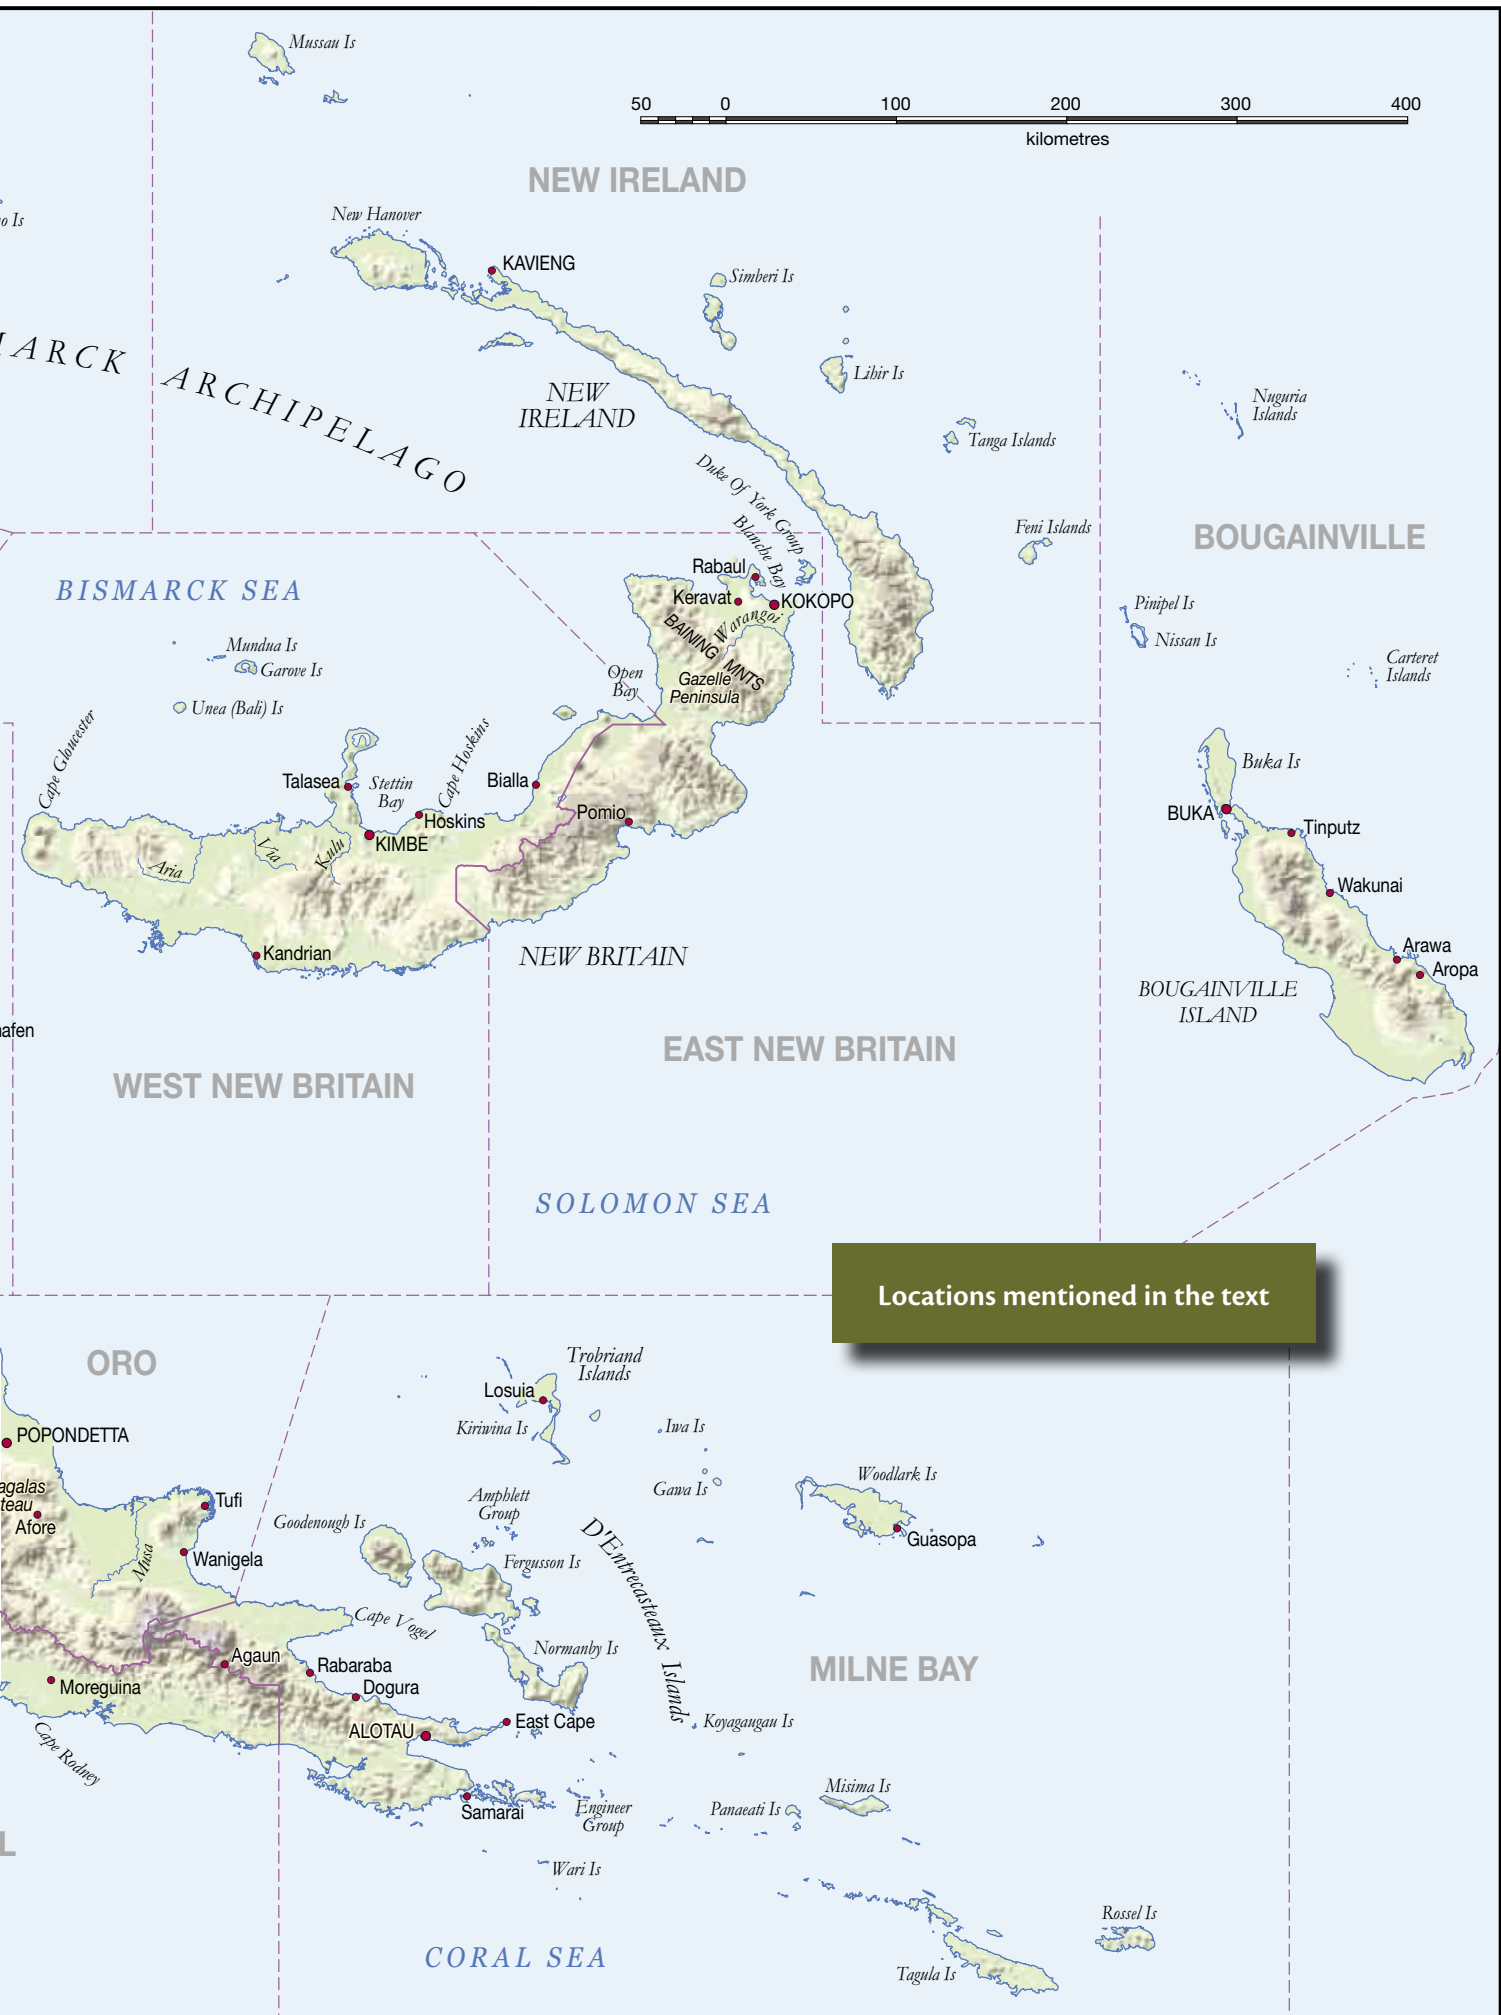 Mussau Is
50 0 100 200 300 400
kilometres
NEW IRELAND
New Hanover
o Is
KAVIENG
Simberi Is
ARCK ARCHIPELAGO
Lihir Is
NEW
IRELAND
Nuguria
Islands
Tanga Islands
Duke Of York Group
Blanche Bay
Feni Islands
BOUGAINVILLE
Rabaul
BISMARCK SEA
Keravat
KOKOPO
Warangoi
BAINING MNTS
Pinipel Is
Nissan Is
Mundua Is
Garove Is
Open
Bay
Gazelle
Peninsula
Carteret
Islands
Unea (Bali) Is
Cape Gloucester
Cape Hoskins
Talasea
Stettin
Bay
Bialla
Buka Is
Hoskins
Pomio
BUKA
Tinputz
KIMBE
Via
Kulu
Aria
Wakunai
Kandrian
NEW BRITAIN
Arawa
Aropa
BOUGAINVILLE
ISLAND
afen
EAST NEW BRITAIN
WEST NEW BRITAIN
SOLOMON SEA
Locations mentioned in the text
ORO
Trobriand
Islands
Losuia
Kiriwina Is
Iwa Is
POPONDETTA
Woodlark Is
Gawa Is
agalas
teau
Afore
Tufi
Amphlett
Group
Goodenough Is
D'Entrecasteaux Islands
Guasopa
Musa
Wanigela
Fergusson Is
Cape Vogel
Normanby Is
Agaun
Rabaraba
MILNE BAY
Moreguina
Dogura
East Cape
Koyagaugau Is
ALOTAU
Cape Rodney
Misima Is
Samarai
Engineer
Group
Panaeati Is
L
Wari Is
Rossel Is
CORAL SEA
Tagula Is